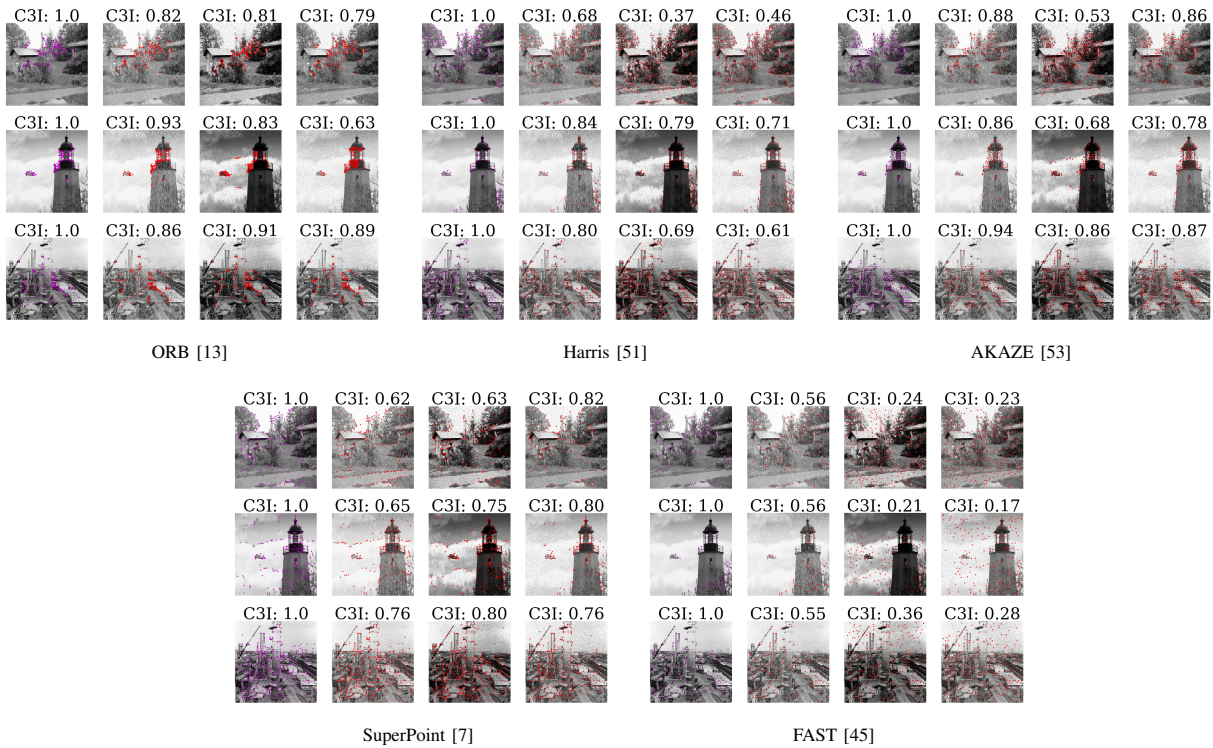 C3I: 1.0 C3I: 0.82 C3I: 0.81 C3I: 0.79
C3I: 1.0 C3I: 0.93 C3I: 0.83 C3I: 0.63
C3I: 1.0 C3I: 0.86 C3I: 0.91 C3I: 0.89
ORB [13]
C3I: 1.0 C3I: 0.68 C3I: 0.37 C3I: 0.46
C3I: 1.0 C3I: 0.84 C3I: 0.79 C3I: 0.71
C3I: 1.0 C3I: 0.80 C3I: 0.69 C3I: 0.61
Harris [51]
C3I: 1.0 C3I: 0.88 C3I: 0.53 C3I: 0.86
C3I: 1.0 C3I: 0.86 C3I: 0.68 C3I: 0.78
C3I: 1.0 C3I: 0.94 C3I: 0.86 C3I: 0.87
AKAZE [53]
C3I: 1.0 C3I: 0.62 C3I: 0.63 C3I: 0.82
C3I: 1.0 C3I: 0.65 C3I: 0.75 C3I: 0.80
C3I: 1.0 C3I: 0.76 C3I: 0.80 C3I: 0.76
SuperPoint [7]
C3I: 1.0 C3I: 0.56 C3I: 0.24 C3I: 0.23
C3I: 1.0 C3I: 0.56 C3I: 0.21 C3I: 0.17
C3I: 1.0 C3I: 0.55 C3I: 0.36 C3I: 0.28
FAST [45]